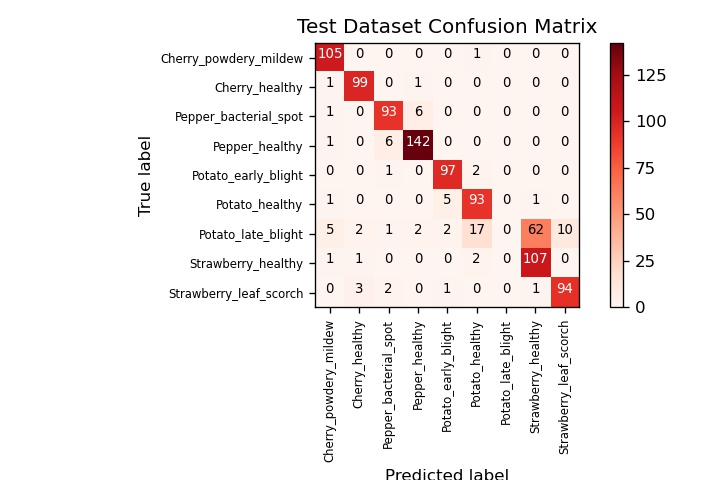 Test Dataset Confusion Matrix
True label
Cherry_powdery_mildew 105 0 0 0 0 1 0 0 0
Cherry_healthy 1 99 0 1 0 0 0 0 0
Pepper_bacterial_spot 1 0 93 6 0 0 0 0 0
Pepper_healthy 1 0 6 142 0 0 0 0 0
Potato_early_blight 0 0 1 0 97 2 0 0 0
Potato_healthy 1 0 0 0 5 93 0 1 0
Potato_late_blight 5 2 1 2 2 17 0 62 10
Strawberry_healthy 1 1 0 0 0 2 0 107 0
Strawberry_leaf_scorch 0 3 2 0 1 0 0 1 94
Cherry_powdery_mildew
Cherry_healthy
Pepper_bacterial_spot
Pepper_healthy
Potato_early_blight
Potato_healthy
Potato_late_blight
Strawberry_healthy
Strawberry_leaf_scorch
Predicted label
125
100
75
50
25
0